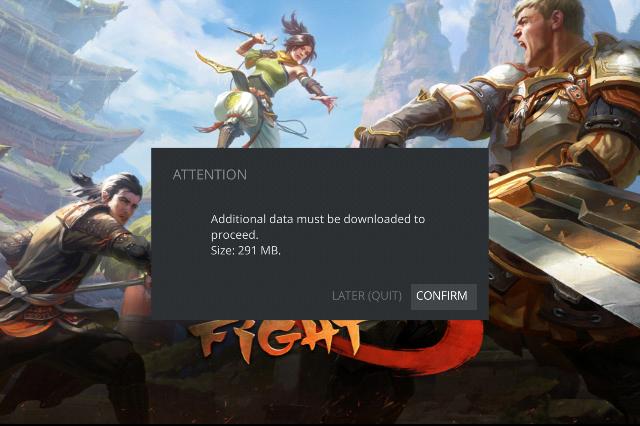 ATTENTION
Additional data must be downloaded to
proceed.
Size: 291 MB.
LATER (QUIT) CONFIRM
FIGHT